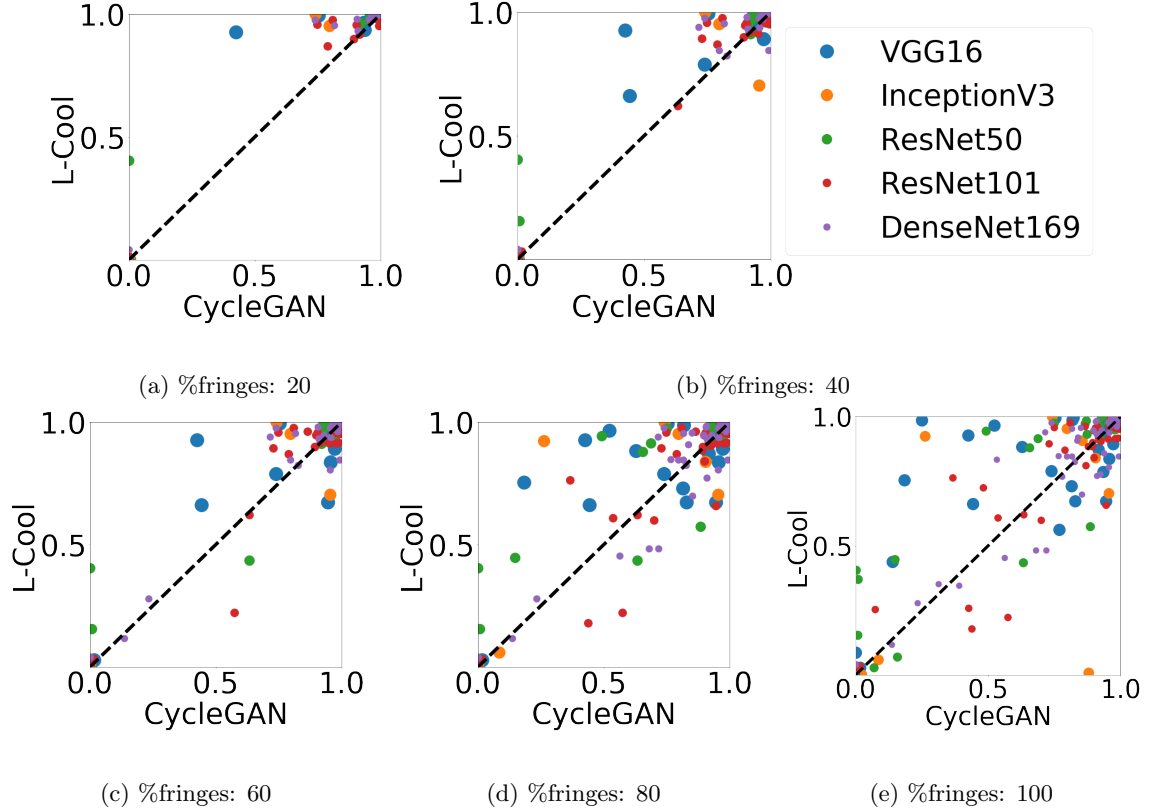 1.0
0.5
L-Cool
0.0
0.5
1.0
CycleGAN
(a) %fringes: 20
1.0
0.5
L-Cool
0.0
0.5
1.0
CycleGAN
(b) %fringes: 40
VGG16
InceptionV3
ResNet50
ResNet101
DenseNet169
1.0
0.5
L-Cool
0.0
0.5
1.0
CycleGAN
(c) %fringes: 60
1.0
0.5
L-Cool
0.0
0.5
1.0
CycleGAN
(d) %fringes: 80
1.0
0.5
L-Cool
0.0
0.5
1.0
CycleGAN
(e) %fringes: 100